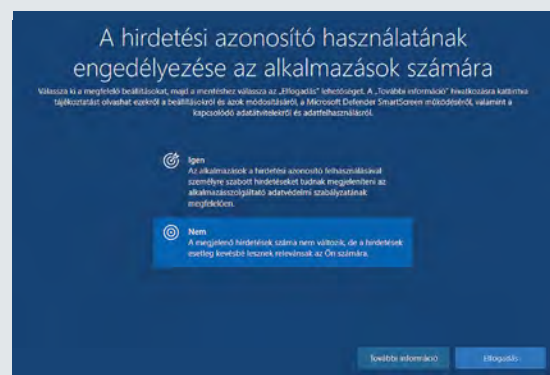 A hirdetési azonosító használatának
engedélyezése az alkalmazások számára
Válassza ki a megfelelő beállításokat, majd a mentéshez válassza az „Elfogadás” lehetőséget. A „További információ” hivatkozásra kattintva
tájékoztatást olvashat ezekről a beállításokról és azok módosításáról, a Microsoft Defender SmartScreen működéséről, valamint a
kapcsolódó adatátvitelekről és adatfelhasználásról.
Igen
Az alkalmazások a hirdetési azonosító felhasználásával
személyre szabott hirdetéseket tudnak megjeleníteni az
alkalmazásszolgáltató adatvédelmi szabályzatának
megfelelően.
Nem
A megjelenő hirdetések száma nem változik, de a hirdetések
esetleg kevésbé lesznek relevánsak az Ön számára.
További információ
Elfogadás